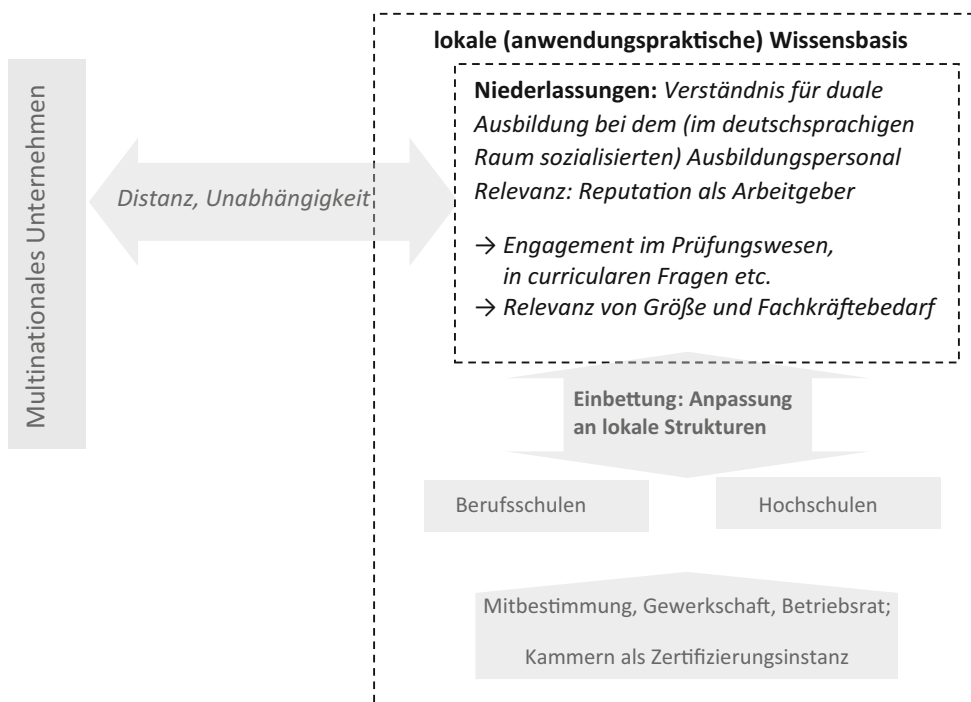 lokale (anwendungspraktische) Wissensbasis
Multinationales Unternehmen
Distanz, Unabhängigkeit
Niederlassungen: Verständnis für duale
Ausbildung bei dem (im deutschsprachigen
Raum sozialisierten) Ausbildungspersonal
Relevanz: Reputation als Arbeitgeber
→ Engagement im Prüfungswesen,
in curricularen Fragen etc.
→ Relevanz von Größe und Fachkräftebedarf
Einbettung: Anpassung
an lokale Strukturen
Berufsschulen
Hochschulen
Mitbestimmung, Gewerkschaft, Betriebsrat;
Kammern als Zertifizierungsinstanz